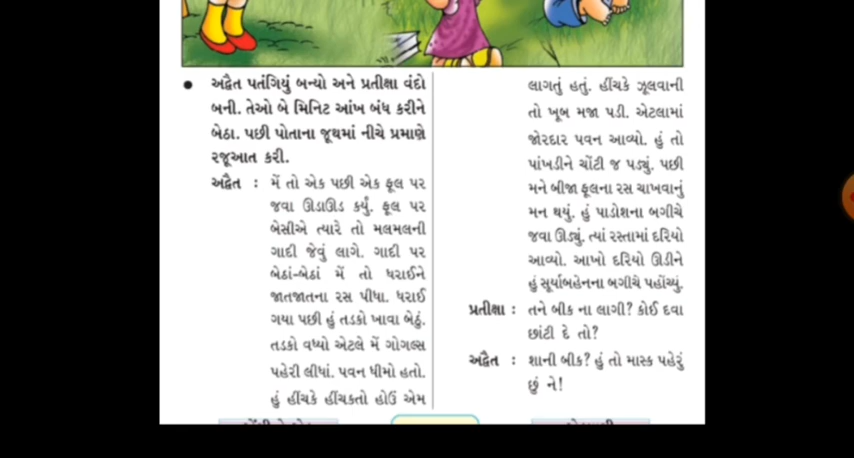 ● અદ્વૈત પતંગિયું બન્યો અને પ્રતીક્ષા વંદો
બની. તેઓ બે મિનિટ આંખ બંધ કરીને
બેઠા. પછી પોતાના જૂથમાં નીચે પ્રમાણે
રજૂઆત કરી.
અદ્વૈત : મેં તો એક પછી એક ફૂલ પર
જવા ઊડાઊડ કર્યું. ફૂલ પર
બેસીએ ત્યારે તો મલમલની
ગાદી જેવું લાગે. ગાદી પર
બેઠાં-બેઠાં મેં તો ધરાઈને
જાતજાતના રસ પીધા. ધરાઈ
ગયા પછી હું તડકો ખાવા બેઠું.
તડકો વધ્યો એટલે મેં ગોગલ્સ
પહેરી લીધાં. પવન ધીમો હતો.
હું હીંચકે હીંચકતો હોઉં એમ
લાગતું હતું. હીંચકે ઝૂલવાની
તો ખૂબ મજા પડી. એટલામાં
જોરદાર પવન આવ્યો. હું તો
પાંખડીને ચોંટી જ પડ્યું. પછી
મને બીજા ફૂલના રસ ચાખવાનું
મન થયું. હું પાડોશના બગીચે
જવા ઊડ્યું. ત્યાં રસ્તામાં દરિયો
આવ્યો. આખો દરિયો ઊડીને
હું સૂર્યાબહેનના બગીચે પહોંચ્યું.
પ્રતીક્ષા : તને બીક ના લાગી? કોઈ દવા
છાંટી દે તો?
અદ્વૈત : શાની બીક? હું તો માસ્ક પહેરું
છું ને!